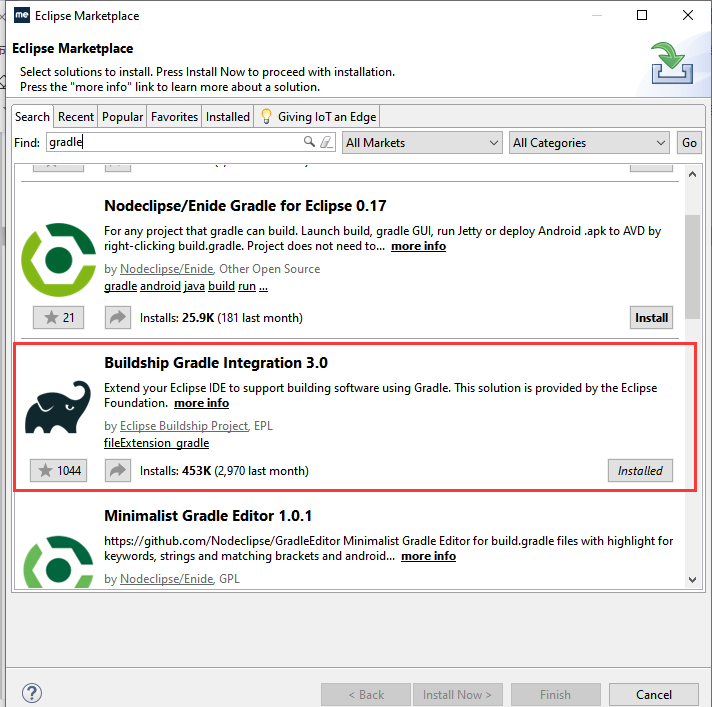 me Eclipse Marketplace
Eclipse Marketplace
Select solutions to install. Press Install Now to proceed with installation.
Press the "more info" link to learn more about a solution.
Search Recent Popular Favorites Installed Giving IoT an Edge
Find: gradle All Markets All Categories Go
Nodeclipse/Enide Gradle for Eclipse 0.17
For any project that gradle can build. Launch build, gradle GUI, run Jetty or deploy Android .apk to AVD by
right-clicking build.gradle. Project does not need to... more info
by Nodeclipse/Enide, Other Open Source
gradle android java build run ...
21 Installs: 25.9K (181 last month) Install
Buildship Gradle Integration 3.0
Extend your Eclipse IDE to support building software using Gradle. This solution is provided by the Eclipse
Foundation. more info
by Eclipse Buildship Project, EPL
fileExtension_gradle
1044 Installs: 453K (2,970 last month) Installed
Minimalist Gradle Editor 1.0.1
https://github.com/Nodeclipse/GradleEditor Minimalist Gradle Editor for build.gradle files with highlight for
keywords, strings and matching brackets and android... more info
by Nodeclipse/Enide, GPL
? < Back Install Now > Finish Cancel